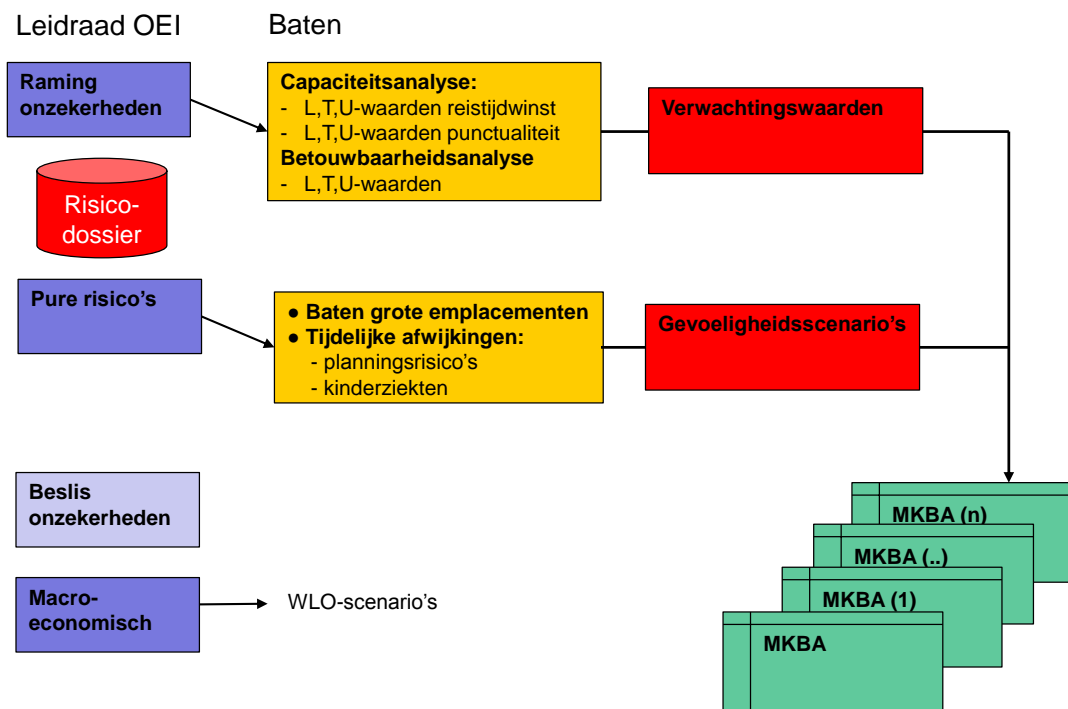 Leidraad OEI
Baten
Raming
onzekerheden
Capaciteitsanalyse:
- L,T,U-waarden reistijdwinst
- L,T,U-waarden punctualiteit
Betouwbaarheidsanalyse
- L,T,U-waarden
Verwachtingswaarden
Risico-
dossier
Pure risico's
● Baten grote emplacementen
● Tijdelijke afwijkingen:
- planningsrisico's
- kinderziekten
Gevoeligheidsscenario's
Beslis
onzekerheden
Macro-
economisch
WLO-scenario's
MKBA (n)
MKBA (..)
MKBA (1)
MKBA